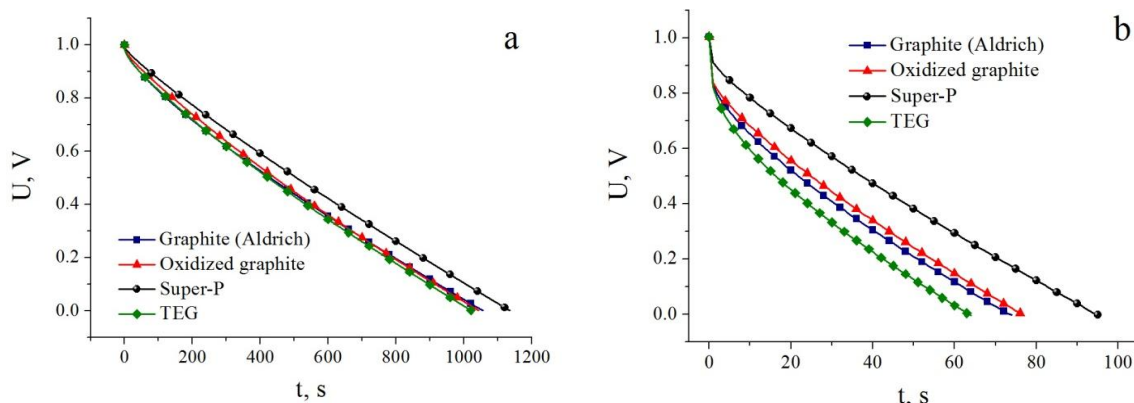 a
1.0
0.8
0.6
0.4
0.2
0.0
U, V
Graphite (Aldrich)
Oxidized graphite
Super-P
TEG
0 200 400 600 800 1000 1200
t, s
b
1.0
0.8
0.6
0.4
0.2
0.0
U, V
Graphite (Aldrich)
Oxidized graphite
Super-P
TEG
0 20 40 60 80 100
t, s